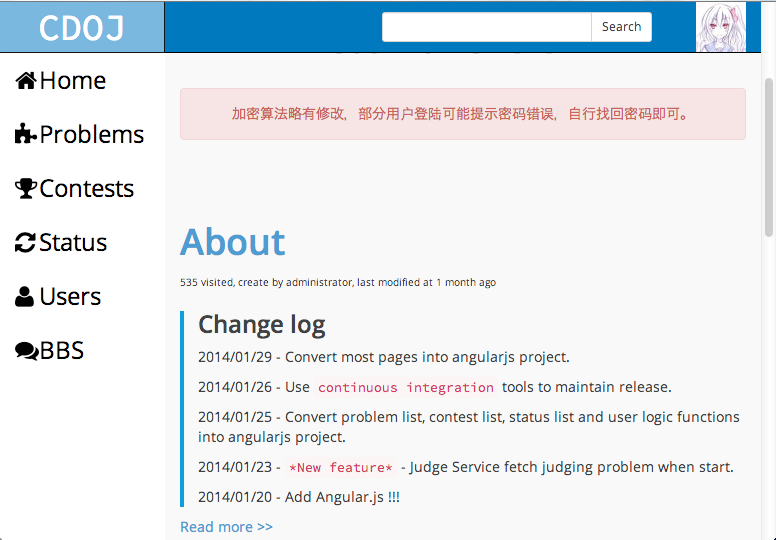 CDOJ
Search
Home
Problems
Contests
Status
Users
BBS
加密算法略有修改，部分用户登陆可能提示密码错误，自行找回密码即可。
About
535 visited, create by administrator, last modified at 1 month ago
Change log
2014/01/29 - Convert most pages into angularjs project.
2014/01/26 - Use continuous integration tools to maintain release.
2014/01/25 - Convert problem list, contest list, status list and user logic functions
into angularjs project.
2014/01/23 - *New feature* - Judge Service fetch judging problem when start.
2014/01/20 - Add Angular.js !!!
Read more >>